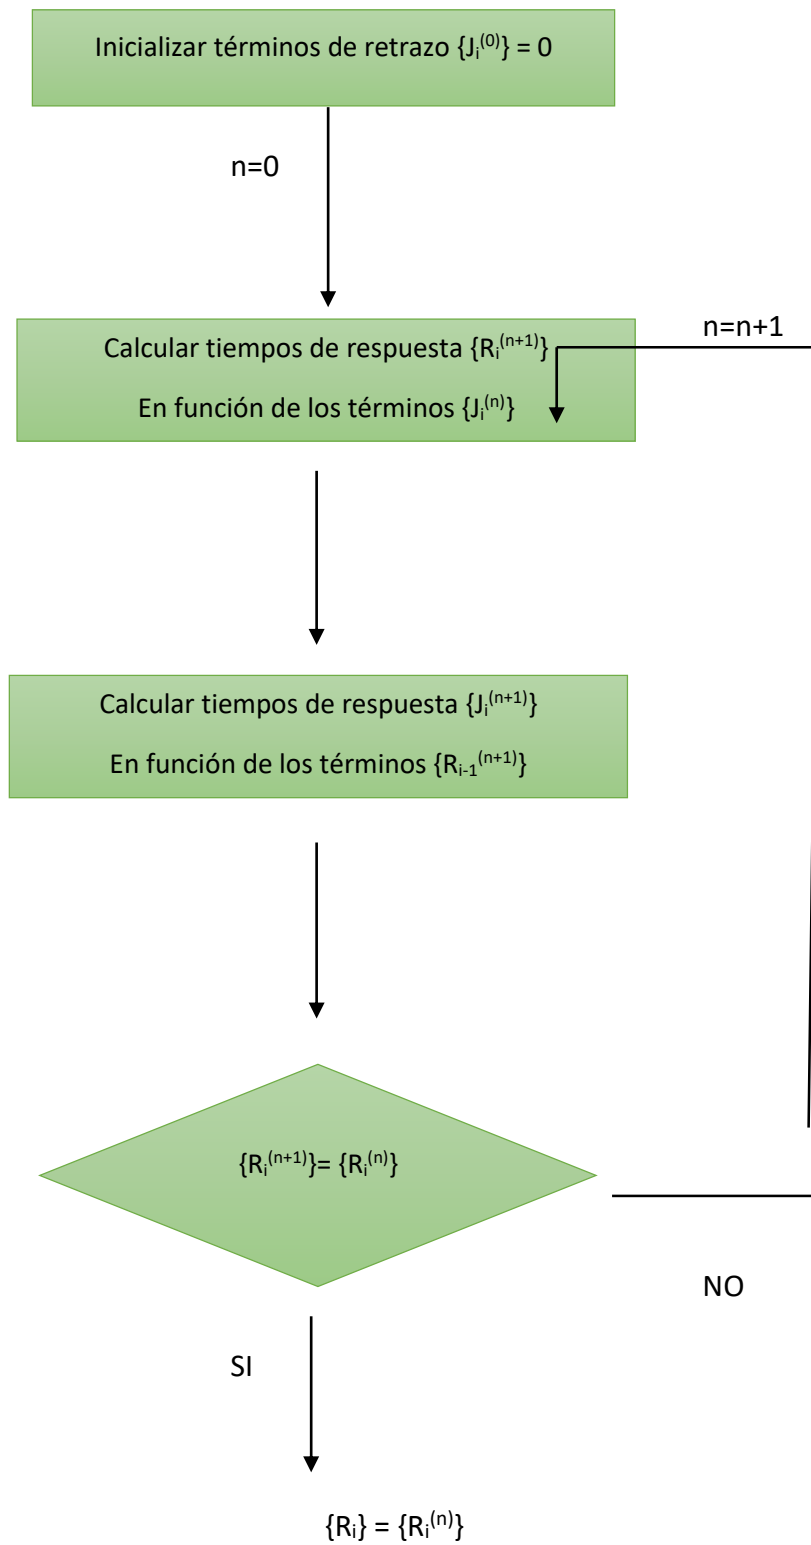 Inicializar términos de retrazo {Jᵢ⁽⁰⁾} = 0
n=0
n=n+1
Calcular tiempos de respuesta {Rᵢ⁽ⁿ⁺¹⁾}
En función de los términos {Jᵢ⁽ⁿ⁾}
Calcular tiempos de respuesta {Jᵢ⁽ⁿ⁺¹⁾}
En función de los términos {Rᵢ₋₁⁽ⁿ⁺¹⁾}
{Rᵢ⁽ⁿ⁺¹⁾}= {Rᵢ⁽ⁿ⁾}
NO
SI
{Rᵢ} = {Rᵢ⁽ⁿ⁾}